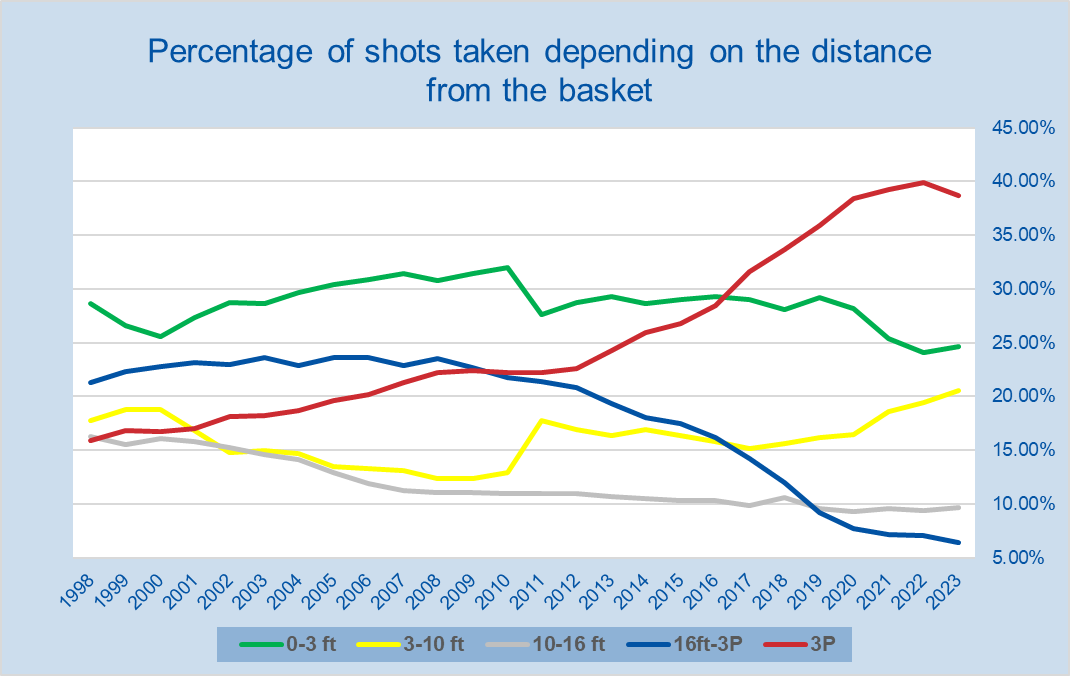 Percentage of shots taken depending on the distance
from the basket
45.00%
40.00%
35.00%
30.00%
25.00%
20.00%
15.00%
10.00%
5.00%
1998 1999 2000 2001 2002 2003 2004 2005 2006 2007 2008 2009 2010 2011 2012 2013 2014 2015 2016 2017 2018 2019 2020 2021 2022 2023
0-3 ft 3-10 ft 10-16 ft 16ft-3P 3P